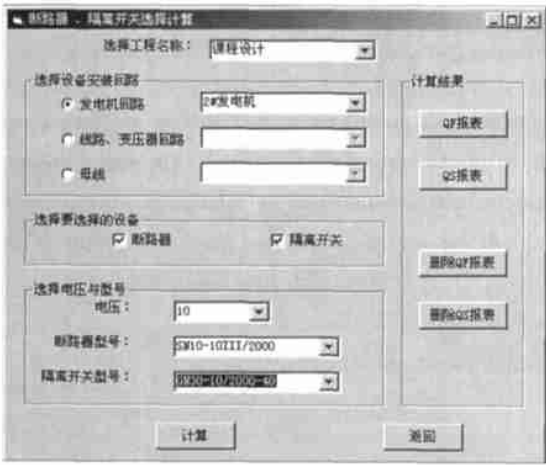 断路器 - 隔离开关选择计算
选择工程名称：
课程设计
选择设备安装回路
发电机回路
2#发电机
线路、变压器回路
母线
选择要选择的设备
断路器
隔离开关
选择电压与型号
电压：
10
断路器型号：
SN10-10III/2000
隔离开关型号：
计算
返回
计算结果
QF报表
QS报表
删除QF报表
删除QS报表